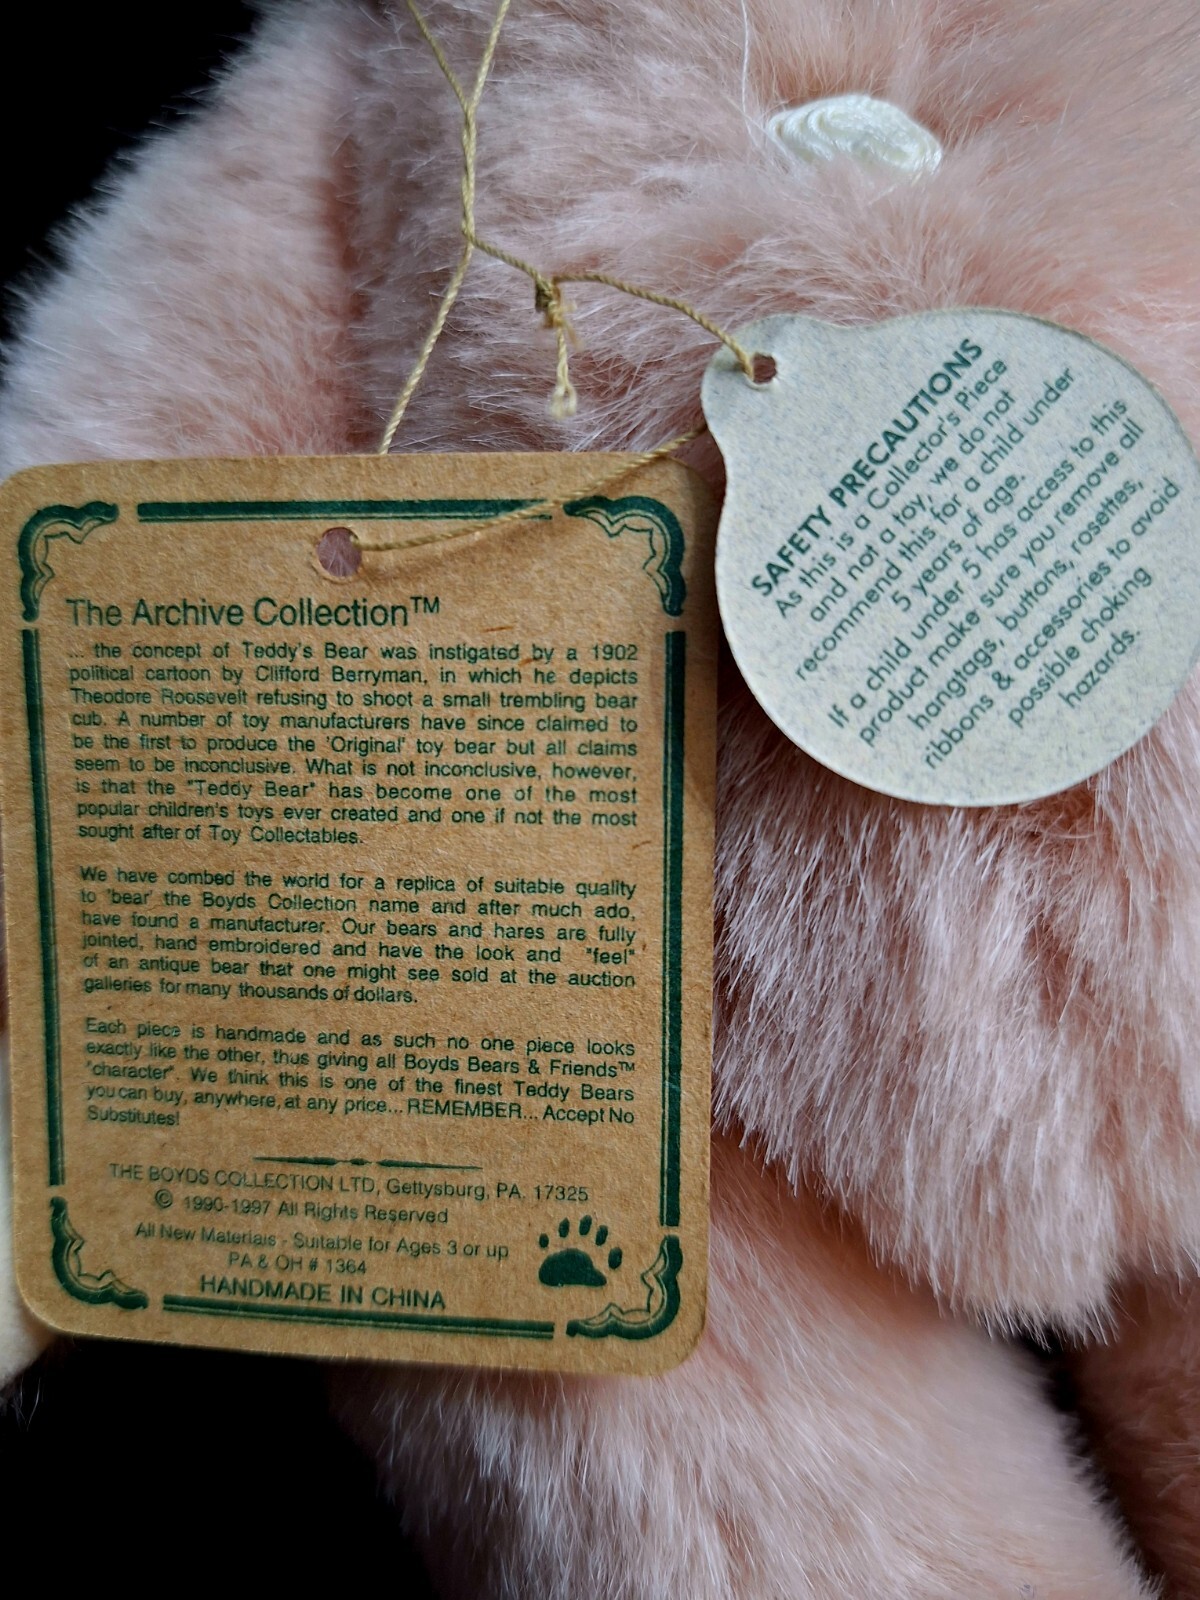 The Archive Collection™
... the concept of Teddy's Bear was instigated by a 1902
political cartoon by Clifford Berryman, in which he depicts
Theodore Roosevelt refusing to shoot a small trembling bear
cub. A number of toy manufacturers have since claimed to
be the first to produce the 'Original' toy bear but all claims
seem to be inconclusive. What is not inconclusive, however,
is that the "Teddy Bear" has become one of the most
popular children's toys ever created and one if not the most
sought after of Toy Collectables.
We have combed the world for a replica of suitable quality
to 'bear' the Boyds Collection name and after much ado,
have found a manufacturer. Our bears and hares are fully
jointed, hand embroidered and have the look and "feel"
of an antique bear that one might see sold at the auction
galleries for many thousands of dollars.
Each piece is handmade and as such no one piece looks
exactly like the other, thus giving all Boyds Bears & Friends™
"character". We think this is one of the finest Teddy Bears
you can buy, anywhere, at any price... REMEMBER... Accept No
Substitutes!
THE BOYDS COLLECTION LTD, Gettysburg, PA. 17325
© 1990-1997 All Rights Reserved
All New Materials - Suitable for Ages 3 or up
PA & OH # 1364
HANDMADE IN CHINA
SAFETY PRECAUTIONS
As this is a Collector's Piece
and not a toy, we do not
recommend this for a child under
5 years of age.
If a child under 5 has access to this
product make sure you remove all
hangtags, buttons, rosettes,
ribbons & accessories to avoid
possible choking
hazards.